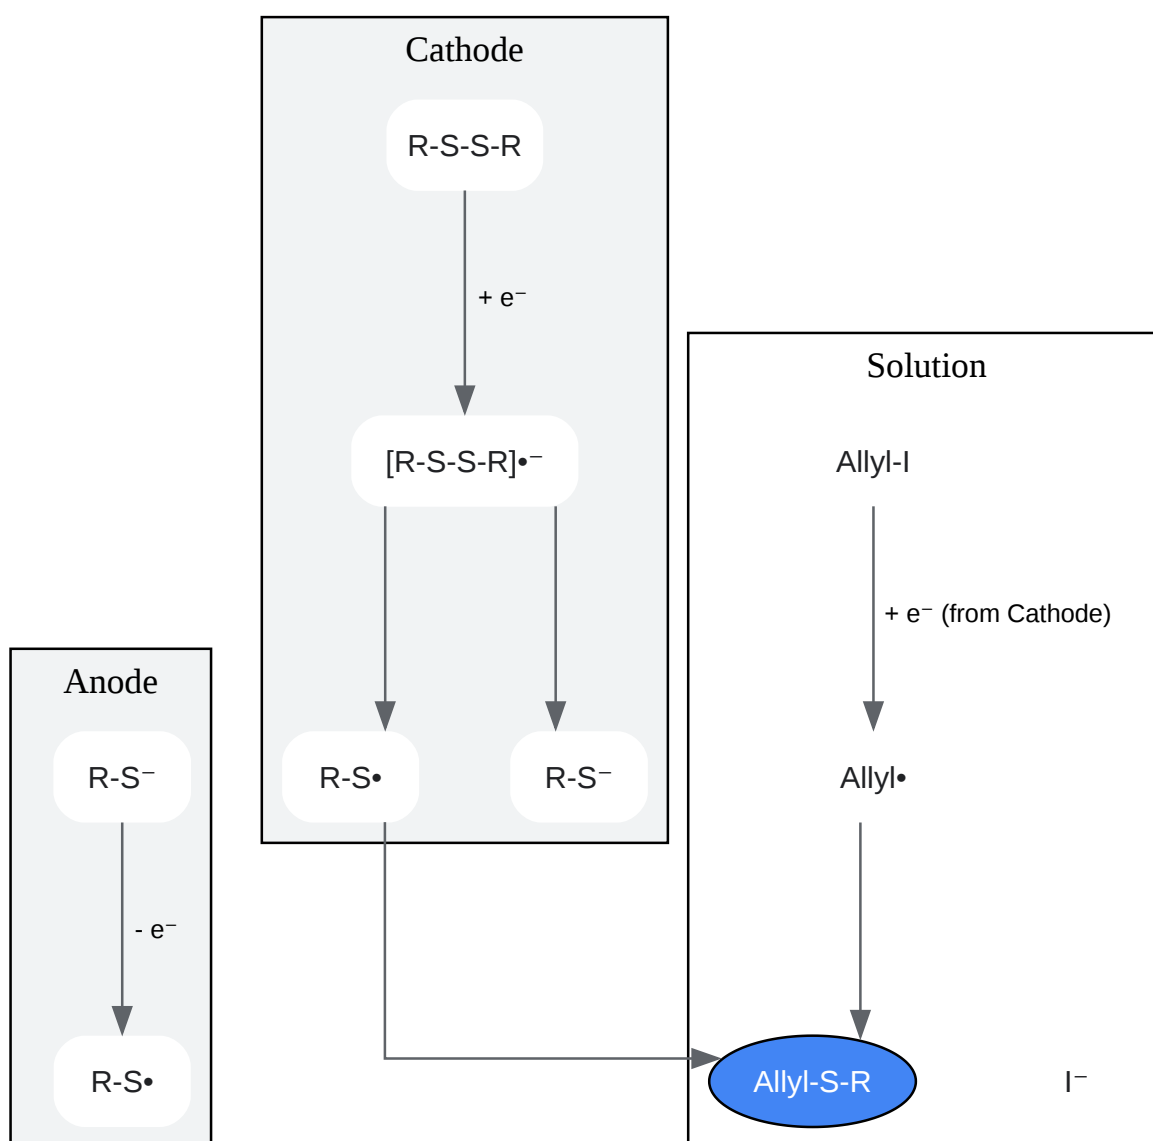 Cathode
R-S-S-R
+ e⁻
[R-S-S-R]•⁻
R-S•
R-S⁻
Solution
Allyl-I
+ e⁻ (from Cathode)
Allyl•
Allyl-S-R
I⁻
Anode
R-S⁻
- e⁻
R-S•